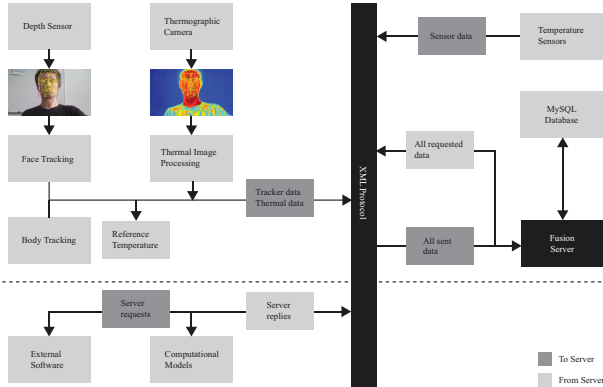 Depth Sensor
Thermographic
Camera
Sensor data
Temperature
Sensors
MySQL
Database
Face Tracking
Thermal Image
Processing
All requested
data
XML Protocol
Tracker data
Thermal data
Body Tracking
Reference
Temperature
All sent
data
Fusion
Server
Server
requests
Server
replies
External
Software
Computational
Models
To Server
From Server